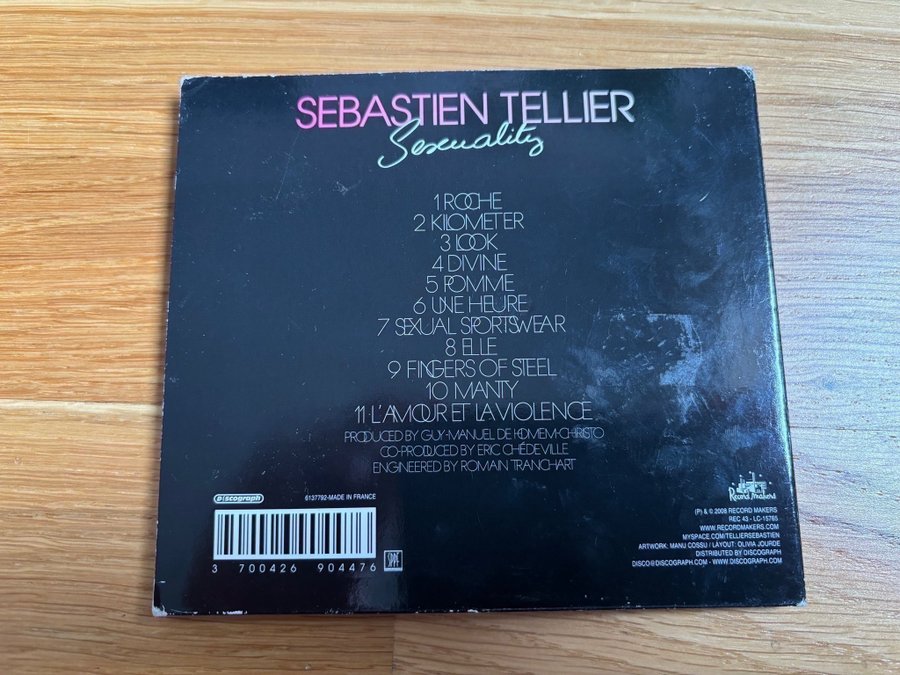 SEBASTIEN TELLIER
Sexuality
1 ROCHE
2 KILOMETER
3 LOOK
4 DIVINE
5 POMME
6 UNE HEURE
7 SEXUAL SPORTSWEAR
8 ELLE
9 FINGERS OF STEEL
10 MANTY
11 L'AMOUR ET LA VIOLENCE
PRODUCED BY GUY-MANUEL DE HOMEM-CHRISTO
CO-PRODUCED BY ERIC CHÉDEVILLE
ENGINEERED BY ROMAIN TRANCHART
Discograph
6137792-MADE IN FRANCE
3 700426 904476
SPPF
Record Makers
(P) & © 2008 RECORD MAKERS
REC 43 - LC-15765
WWW.RECORDMAKERS.COM
MYSPACE.COM/TELLIERSEBASTIEN
ARTWORK: MANU COSSU / LAYOUT: OLIVIA JOURDE
DISTRIBUTED BY DISCOGRAPH
DISCO@DISCOGRAPH.COM - WWW.DISCOGRAPH.COM